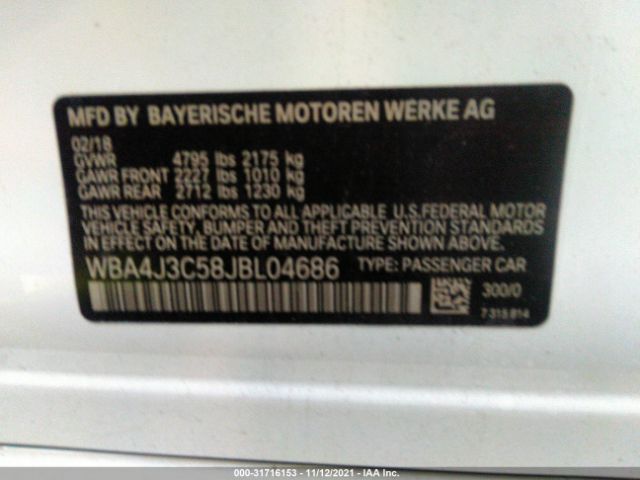 MFD BY BAYERISCHE MOTOREN WERKE AG
02/18
GVWR 4795 lbs 2175 kg
GAWR FRONT 2227 lbs 1010 kg
GAWR REAR 2712 lbs 1230 kg
THIS VEHICLE CONFORMS TO ALL APPLICABLE U.S.FEDERAL MOTOR
VEHICLE SAFETY, BUMPER AND THEFT PREVENTION STANDARDS
IN EFFECT ON THE DATE OF MANUFACTURE SHOWN ABOVE.
WBA4J3C58JBL04686 TYPE: PASSENGER CAR
300/0
7 315 814
000-31716153 - 11/12/2021 - IAA Inc.